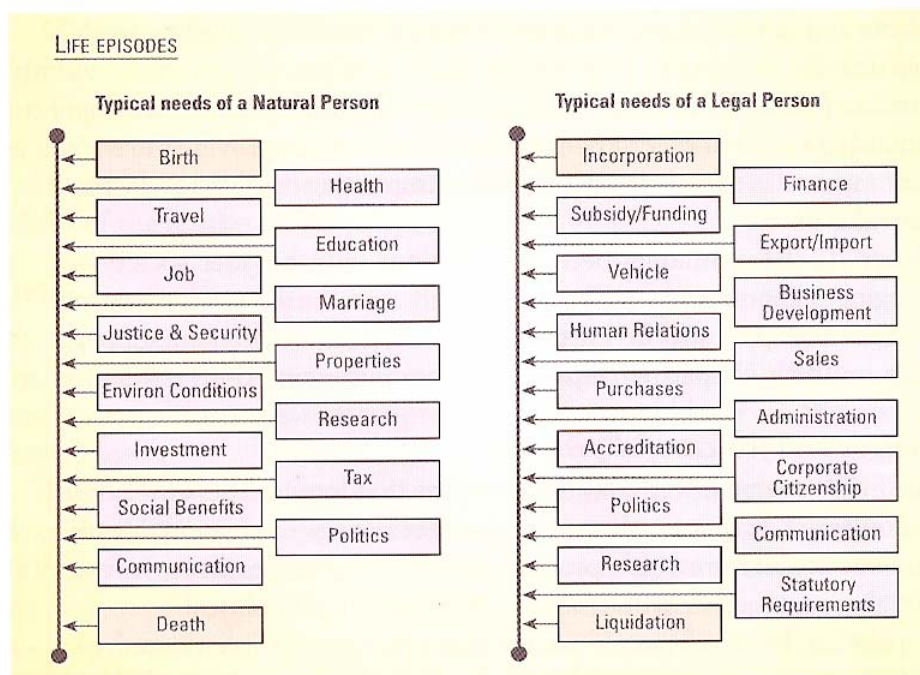 LIFE EPISODES
Typical needs of a Natural Person
Birth
Health
Travel
Education
Job
Marriage
Justice & Security
Properties
Environ Conditions
Research
Investment
Tax
Social Benefits
Politics
Communication
Death
Typical needs of a Legal Person
Incorporation
Finance
Subsidy/Funding
Export/Import
Vehicle
Business
Development
Human Relations
Sales
Purchases
Administration
Accreditation
Corporate
Citizenship
Politics
Communication
Research
Statutory
Requirements
Liquidation